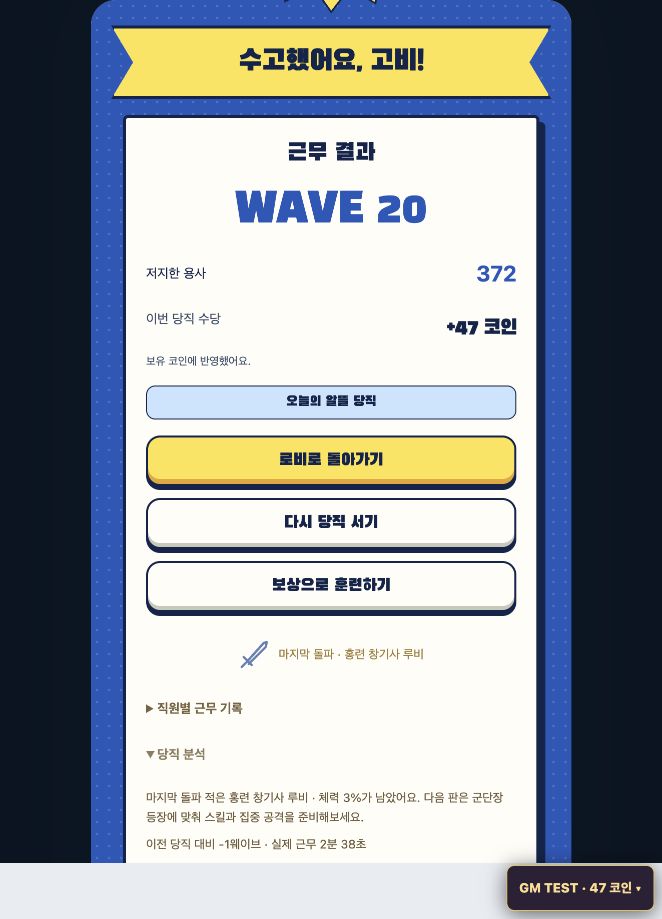 수고했어요, 고비!
근무 결과
WAVE 20
저지한 용사 372
이번 당직 수당 +47 코인
보유 코인에 반영했어요.
오늘의 알뜰 당직
로비로 돌아가기
다시 당직 서기
보상으로 훈련하기
마지막 돌파 · 홍련 창기사 루비
▶ 직원별 근무 기록
▼ 당직 분석
마지막 돌파 적은 홍련 창기사 루비 · 체력 3%가 남았어요. 다음 판은 군단장
등장에 맞춰 스킬과 집중 공격을 준비해보세요.
이전 당직 대비 -1웨이브 · 실제 근무 2분 38초
GM TEST · 47 코인 ▾